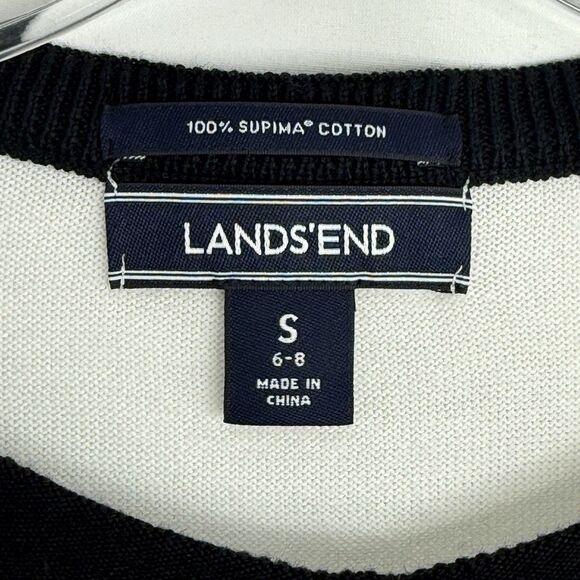 100% SUPIMA® COTTON
LANDS'END
S
6-8
MADE IN
CHINA